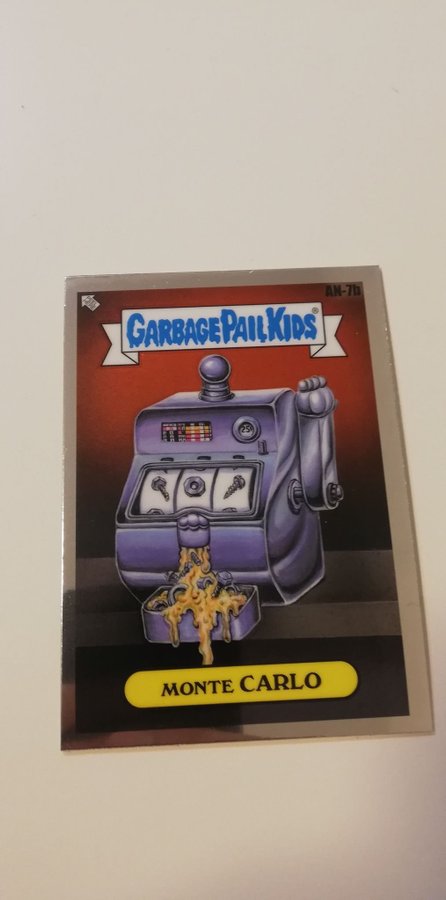 AN-7b
GARBAGE PAIL KIDS®
25
MONTE CARLO